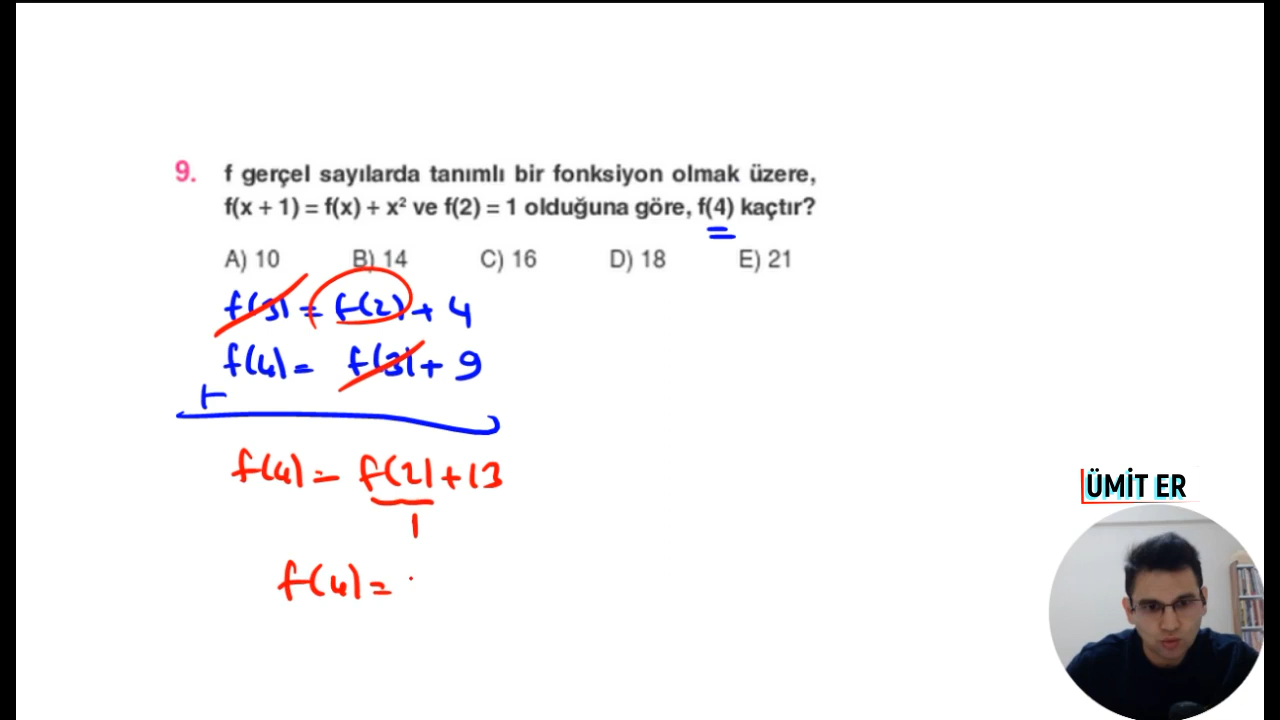 9. f gerçel sayılarda tanımlı bir fonksiyon olmak üzere,
f(x + 1) = f(x) + x² ve f(2) = 1 olduğuna göre, f(4) kaçtır?
A) 10 B) 14 C) 16 D) 18 E) 21
f(3) = f(2) + 4
f(4) = f(3) + 9
+
f(4) = f(2) + 13
1
f(4) =
ÜMİT ER